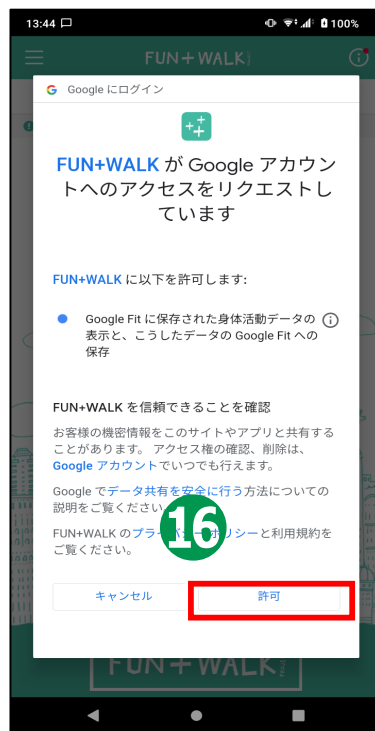 13:44 100%
FUN+WALK
G Google にログイン
FUN+WALK が Google アカウン
トへのアクセスをリクエストし
ています
FUN+WALK に以下を許可します:
Google Fit に保存された身体活動データの
表示と、こうしたデータの Google Fit への
保存
FUN+WALK を信頼できることを確認
お客様の機密情報をこのサイトやアプリと共有する
ことがあります。 アクセス権の確認、削除は、
Google アカウントでいつでも行えます。
Google でデータ共有を安全に行う方法についての
説明をご覧ください。
16
FUN+WALK のプライバシー ポリシーと利用規約を
ご覧ください。
キャンセル 許可
FUN+WALK